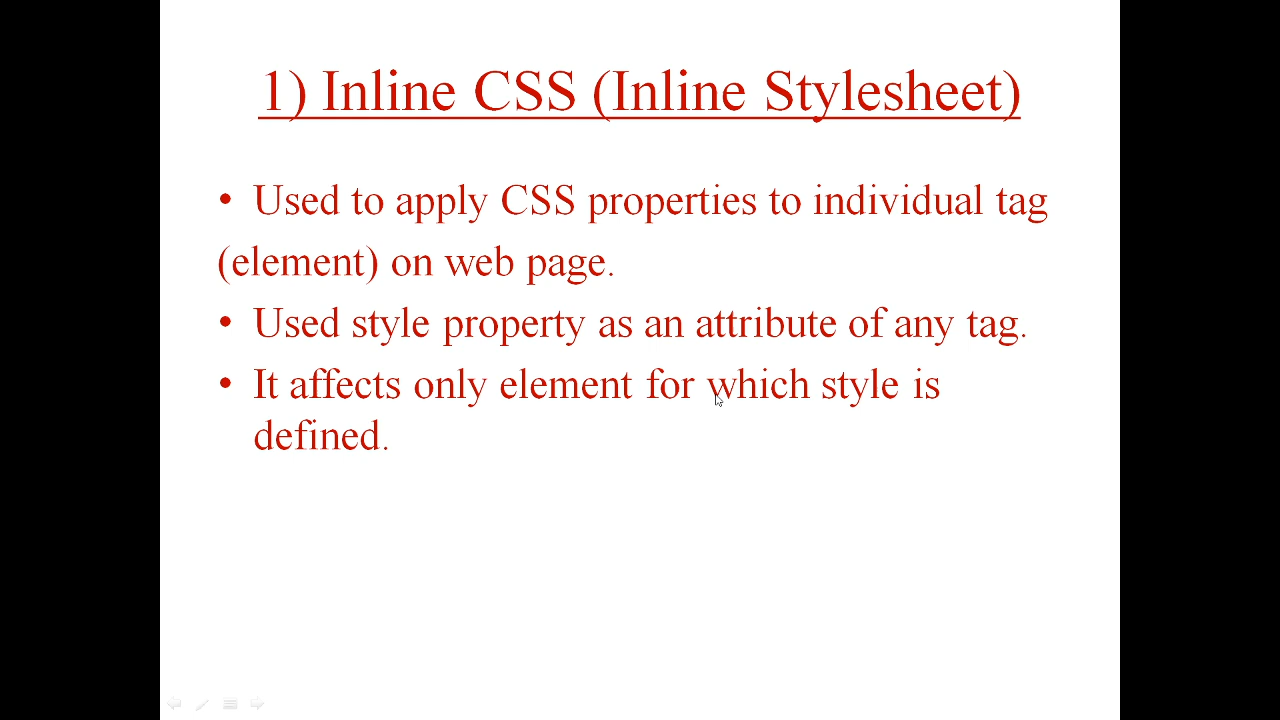 1) Inline CSS (Inline Stylesheet)
• Used to apply CSS properties to individual tag
(element) on web page.
• Used style property as an attribute of any tag.
• It affects only element for which style is
defined.